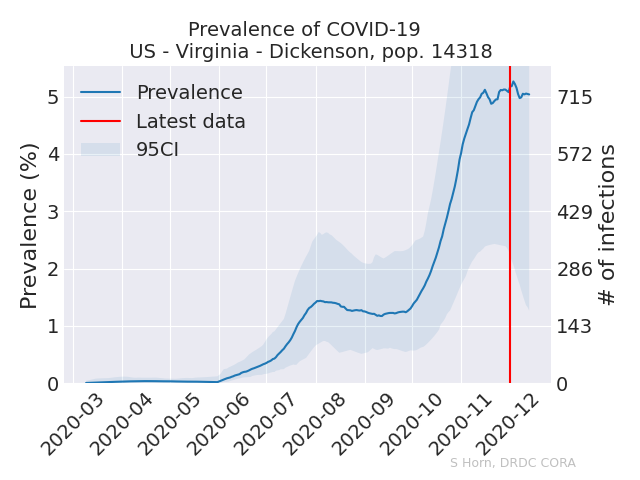 Prevalence of COVID-19
US - Virginia - Dickenson, pop. 14318
Prevalence
Latest data
95CI
Prevalence (%)
5
4
3
2
1
0
715
572
429
286
143
0
# of infections
2020-03
2020-04
2020-05
2020-06
2020-07
2020-08
2020-09
2020-10
2020-11
2020-12
S Horn, DRDC CORA